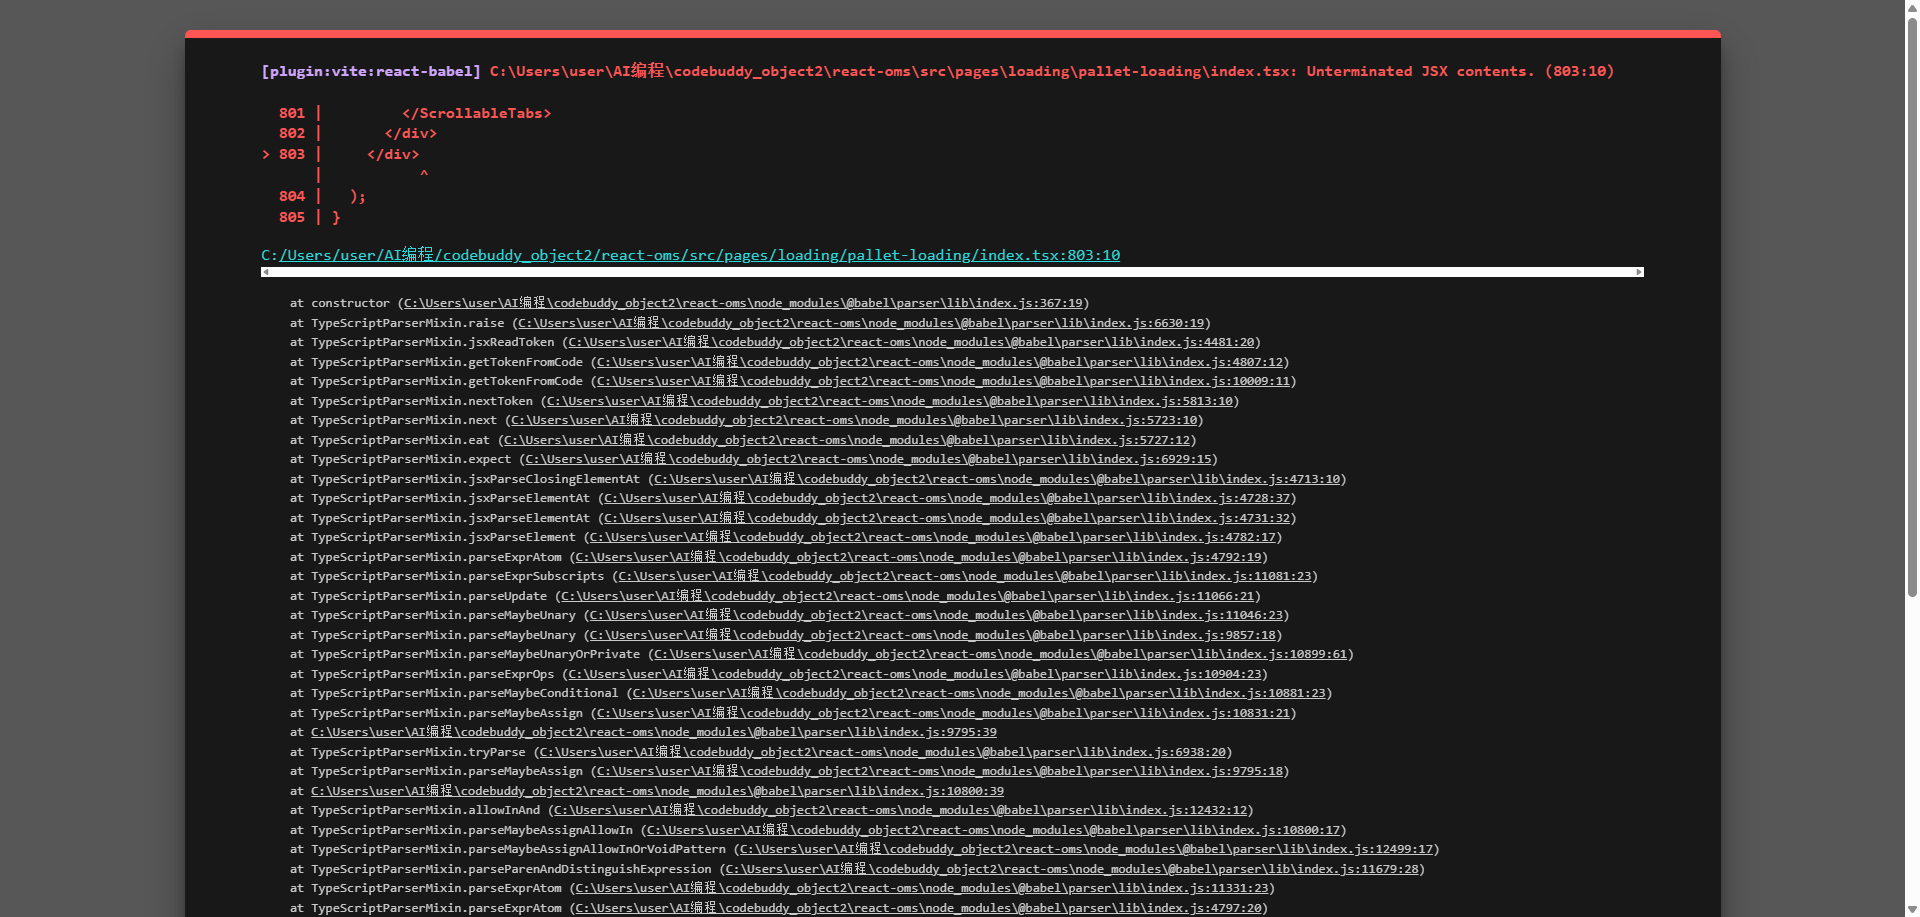 [plugin:vite:react-babel] C:\Users\user\AI编程\codebuddy_object2\react-oms\src\pages\loading\pallet-loading\index.tsx: Unterminated JSX contents. (803:10)
801 |         </ScrollableTabs>
802 |       </div>
> 803 |     </div>
|           ^
804 |   );
805 | }
C:/Users/user/AI编程/codebuddy_object2/react-oms/src/pages/loading/pallet-loading/index.tsx:803:10
at constructor (C:\Users\user\AI编程\codebuddy_object2\react-oms\node_modules\@babel\parser\lib\index.js:367:19)
at TypeScriptParserMixin.raise (C:\Users\user\AI编程\codebuddy_object2\react-oms\node_modules\@babel\parser\lib\index.js:6630:19)
at TypeScriptParserMixin.jsxReadToken (C:\Users\user\AI编程\codebuddy_object2\react-oms\node_modules\@babel\parser\lib\index.js:4481:20)
at TypeScriptParserMixin.getTokenFromCode (C:\Users\user\AI编程\codebuddy_object2\react-oms\node_modules\@babel\parser\lib\index.js:4807:12)
at TypeScriptParserMixin.getTokenFromCode (C:\Users\user\AI编程\codebuddy_object2\react-oms\node_modules\@babel\parser\lib\index.js:10009:11)
at TypeScriptParserMixin.nextToken (C:\Users\user\AI编程\codebuddy_object2\react-oms\node_modules\@babel\parser\lib\index.js:5813:10)
at TypeScriptParserMixin.next (C:\Users\user\AI编程\codebuddy_object2\react-oms\node_modules\@babel\parser\lib\index.js:5723:10)
at TypeScriptParserMixin.eat (C:\Users\user\AI编程\codebuddy_object2\react-oms\node_modules\@babel\parser\lib\index.js:5727:12)
at TypeScriptParserMixin.expect (C:\Users\user\AI编程\codebuddy_object2\react-oms\node_modules\@babel\parser\lib\index.js:6929:15)
at TypeScriptParserMixin.jsxParseClosingElementAt (C:\Users\user\AI编程\codebuddy_object2\react-oms\node_modules\@babel\parser\lib\index.js:4713:10)
at TypeScriptParserMixin.jsxParseElementAt (C:\Users\user\AI编程\codebuddy_object2\react-oms\node_modules\@babel\parser\lib\index.js:4728:37)
at TypeScriptParserMixin.jsxParseElementAt (C:\Users\user\AI编程\codebuddy_object2\react-oms\node_modules\@babel\parser\lib\index.js:4731:32)
at TypeScriptParserMixin.jsxParseElement (C:\Users\user\AI编程\codebuddy_object2\react-oms\node_modules\@babel\parser\lib\index.js:4782:17)
at TypeScriptParserMixin.parseExprAtom (C:\Users\user\AI编程\codebuddy_object2\react-oms\node_modules\@babel\parser\lib\index.js:4792:19)
at TypeScriptParserMixin.parseExprSubscripts (C:\Users\user\AI编程\codebuddy_object2\react-oms\node_modules\@babel\parser\lib\index.js:11081:23)
at TypeScriptParserMixin.parseUpdate (C:\Users\user\AI编程\codebuddy_object2\react-oms\node_modules\@babel\parser\lib\index.js:11066:21)
at TypeScriptParserMixin.parseMaybeUnary (C:\Users\user\AI编程\codebuddy_object2\react-oms\node_modules\@babel\parser\lib\index.js:11046:23)
at TypeScriptParserMixin.parseMaybeUnary (C:\Users\user\AI编程\codebuddy_object2\react-oms\node_modules\@babel\parser\lib\index.js:9857:18)
at TypeScriptParserMixin.parseMaybeUnaryOrPrivate (C:\Users\user\AI编程\codebuddy_object2\react-oms\node_modules\@babel\parser\lib\index.js:10899:61)
at TypeScriptParserMixin.parseExprOps (C:\Users\user\AI编程\codebuddy_object2\react-oms\node_modules\@babel\parser\lib\index.js:10904:23)
at TypeScriptParserMixin.parseMaybeConditional (C:\Users\user\AI编程\codebuddy_object2\react-oms\node_modules\@babel\parser\lib\index.js:10881:23)
at TypeScriptParserMixin.parseMaybeAssign (C:\Users\user\AI编程\codebuddy_object2\react-oms\node_modules\@babel\parser\lib\index.js:10831:21)
at C:\Users\user\AI编程\codebuddy_object2\react-oms\node_modules\@babel\parser\lib\index.js:9795:39
at TypeScriptParserMixin.tryParse (C:\Users\user\AI编程\codebuddy_object2\react-oms\node_modules\@babel\parser\lib\index.js:6938:20)
at TypeScriptParserMixin.parseMaybeAssign (C:\Users\user\AI编程\codebuddy_object2\react-oms\node_modules\@babel\parser\lib\index.js:9795:18)
at C:\Users\user\AI编程\codebuddy_object2\react-oms\node_modules\@babel\parser\lib\index.js:10800:39
at TypeScriptParserMixin.allowInAnd (C:\Users\user\AI编程\codebuddy_object2\react-oms\node_modules\@babel\parser\lib\index.js:12432:12)
at TypeScriptParserMixin.parseMaybeAssignAllowIn (C:\Users\user\AI编程\codebuddy_object2\react-oms\node_modules\@babel\parser\lib\index.js:10800:17)
at TypeScriptParserMixin.parseMaybeAssignAllowInOrVoidPattern (C:\Users\user\AI编程\codebuddy_object2\react-oms\node_modules\@babel\parser\lib\index.js:12499:17)
at TypeScriptParserMixin.parseParenAndDistinguishExpression (C:\Users\user\AI编程\codebuddy_object2\react-oms\node_modules\@babel\parser\lib\index.js:11679:28)
at TypeScriptParserMixin.parseExprAtom (C:\Users\user\AI编程\codebuddy_object2\react-oms\node_modules\@babel\parser\lib\index.js:11331:23)
at TypeScriptParserMixin.parseExprAtom (C:\Users\user\AI编程\codebuddy_object2\react-oms\node_modules\@babel\parser\lib\index.js:4797:20)